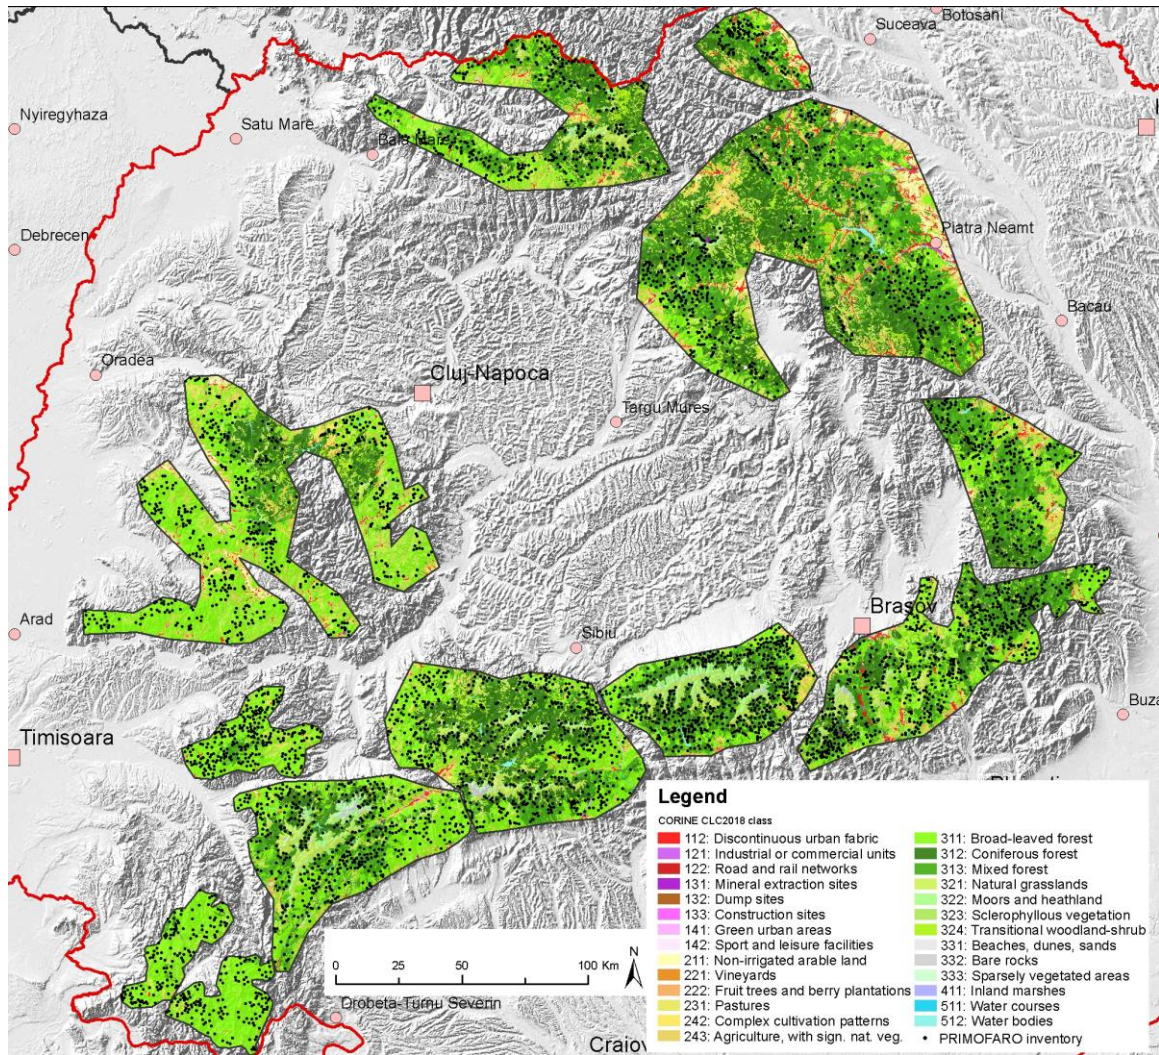 Botosani
Suceava
Nyiregyhaza
Satu Mare
Baia Mare
Debrecen
Piatra Neamt
Bacau
Oradea
Cluj-Napoca
Targu Mures
Arad
Brasov
Sibiu
Buza
Timisoara
Legend
CORINE CLC2018 class
112: Discontinuous urban fabric
121: Industrial or commercial units
122: Road and rail networks
131: Mineral extraction sites
132: Dump sites
133: Construction sites
141: Green urban areas
142: Sport and leisure facilities
211: Non-irrigated arable land
221: Vineyards
222: Fruit trees and berry plantations
231: Pastures
242: Complex cultivation patterns
243: Agriculture, with sign. nat. veg.
311: Broad-leaved forest
312: Coniferous forest
313: Mixed forest
321: Natural grasslands
322: Moors and heathland
323: Sclerophyllous vegetation
324: Transitional woodland-shrub
331: Beaches, dunes, sands
332: Bare rocks
333: Sparsely vegetated areas
411: Inland marshes
511: Water courses
512: Water bodies
PRIMOFARO inventory
N
0 25 50 100 Km
Drobeta-Turnu Severin
Craiov